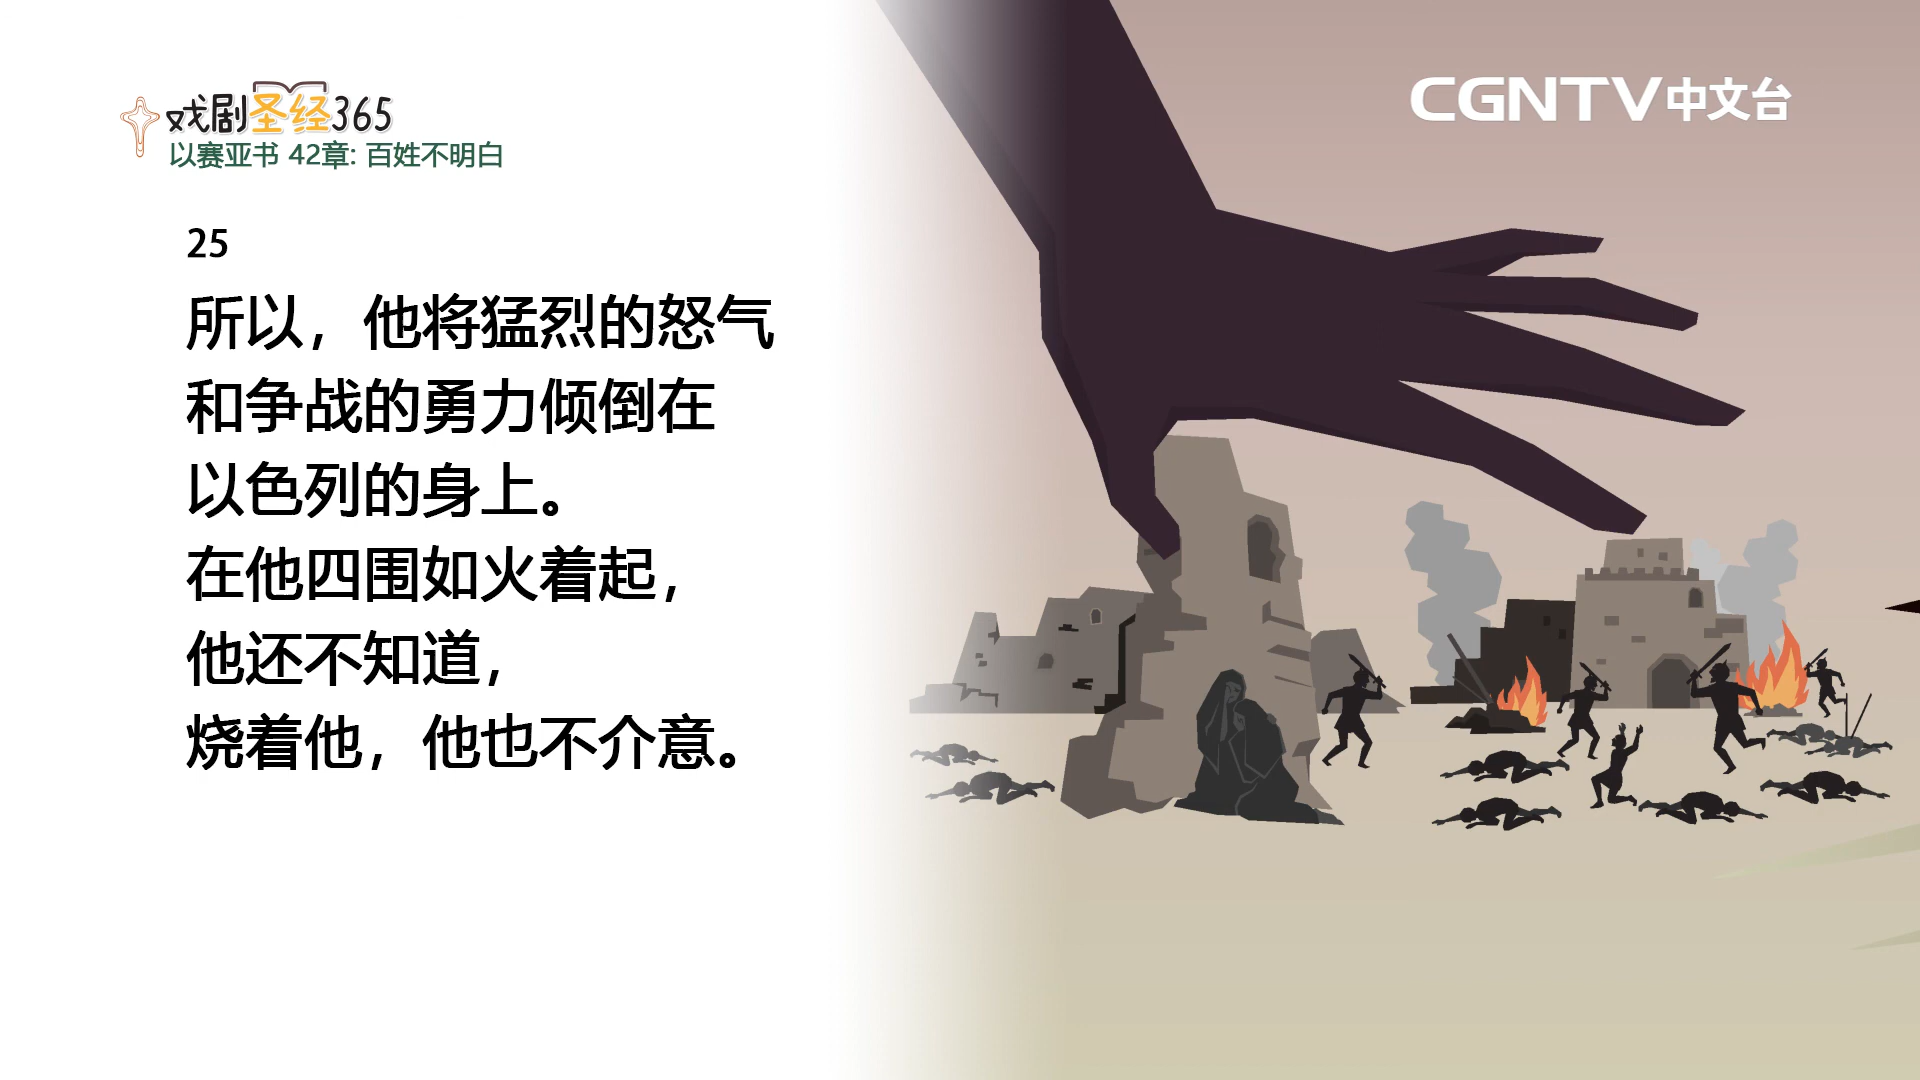 戏剧圣经365
以赛亚书 42章: 百姓不明白
CGNTV中文台
25
所以，他将猛烈的怒气
和争战的勇力倾倒在
以色列的身上。
在他四围如火着起，
他还不知道，
烧着他，他也不介意。